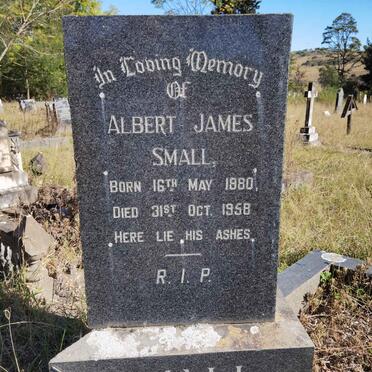 In Loving Memory
Of
ALBERT JAMES
SMALL.
BORN 16TH MAY 1880,
DIED 31ST OCT. 1958
HERE LIE HIS ASHES.
R. I. P.